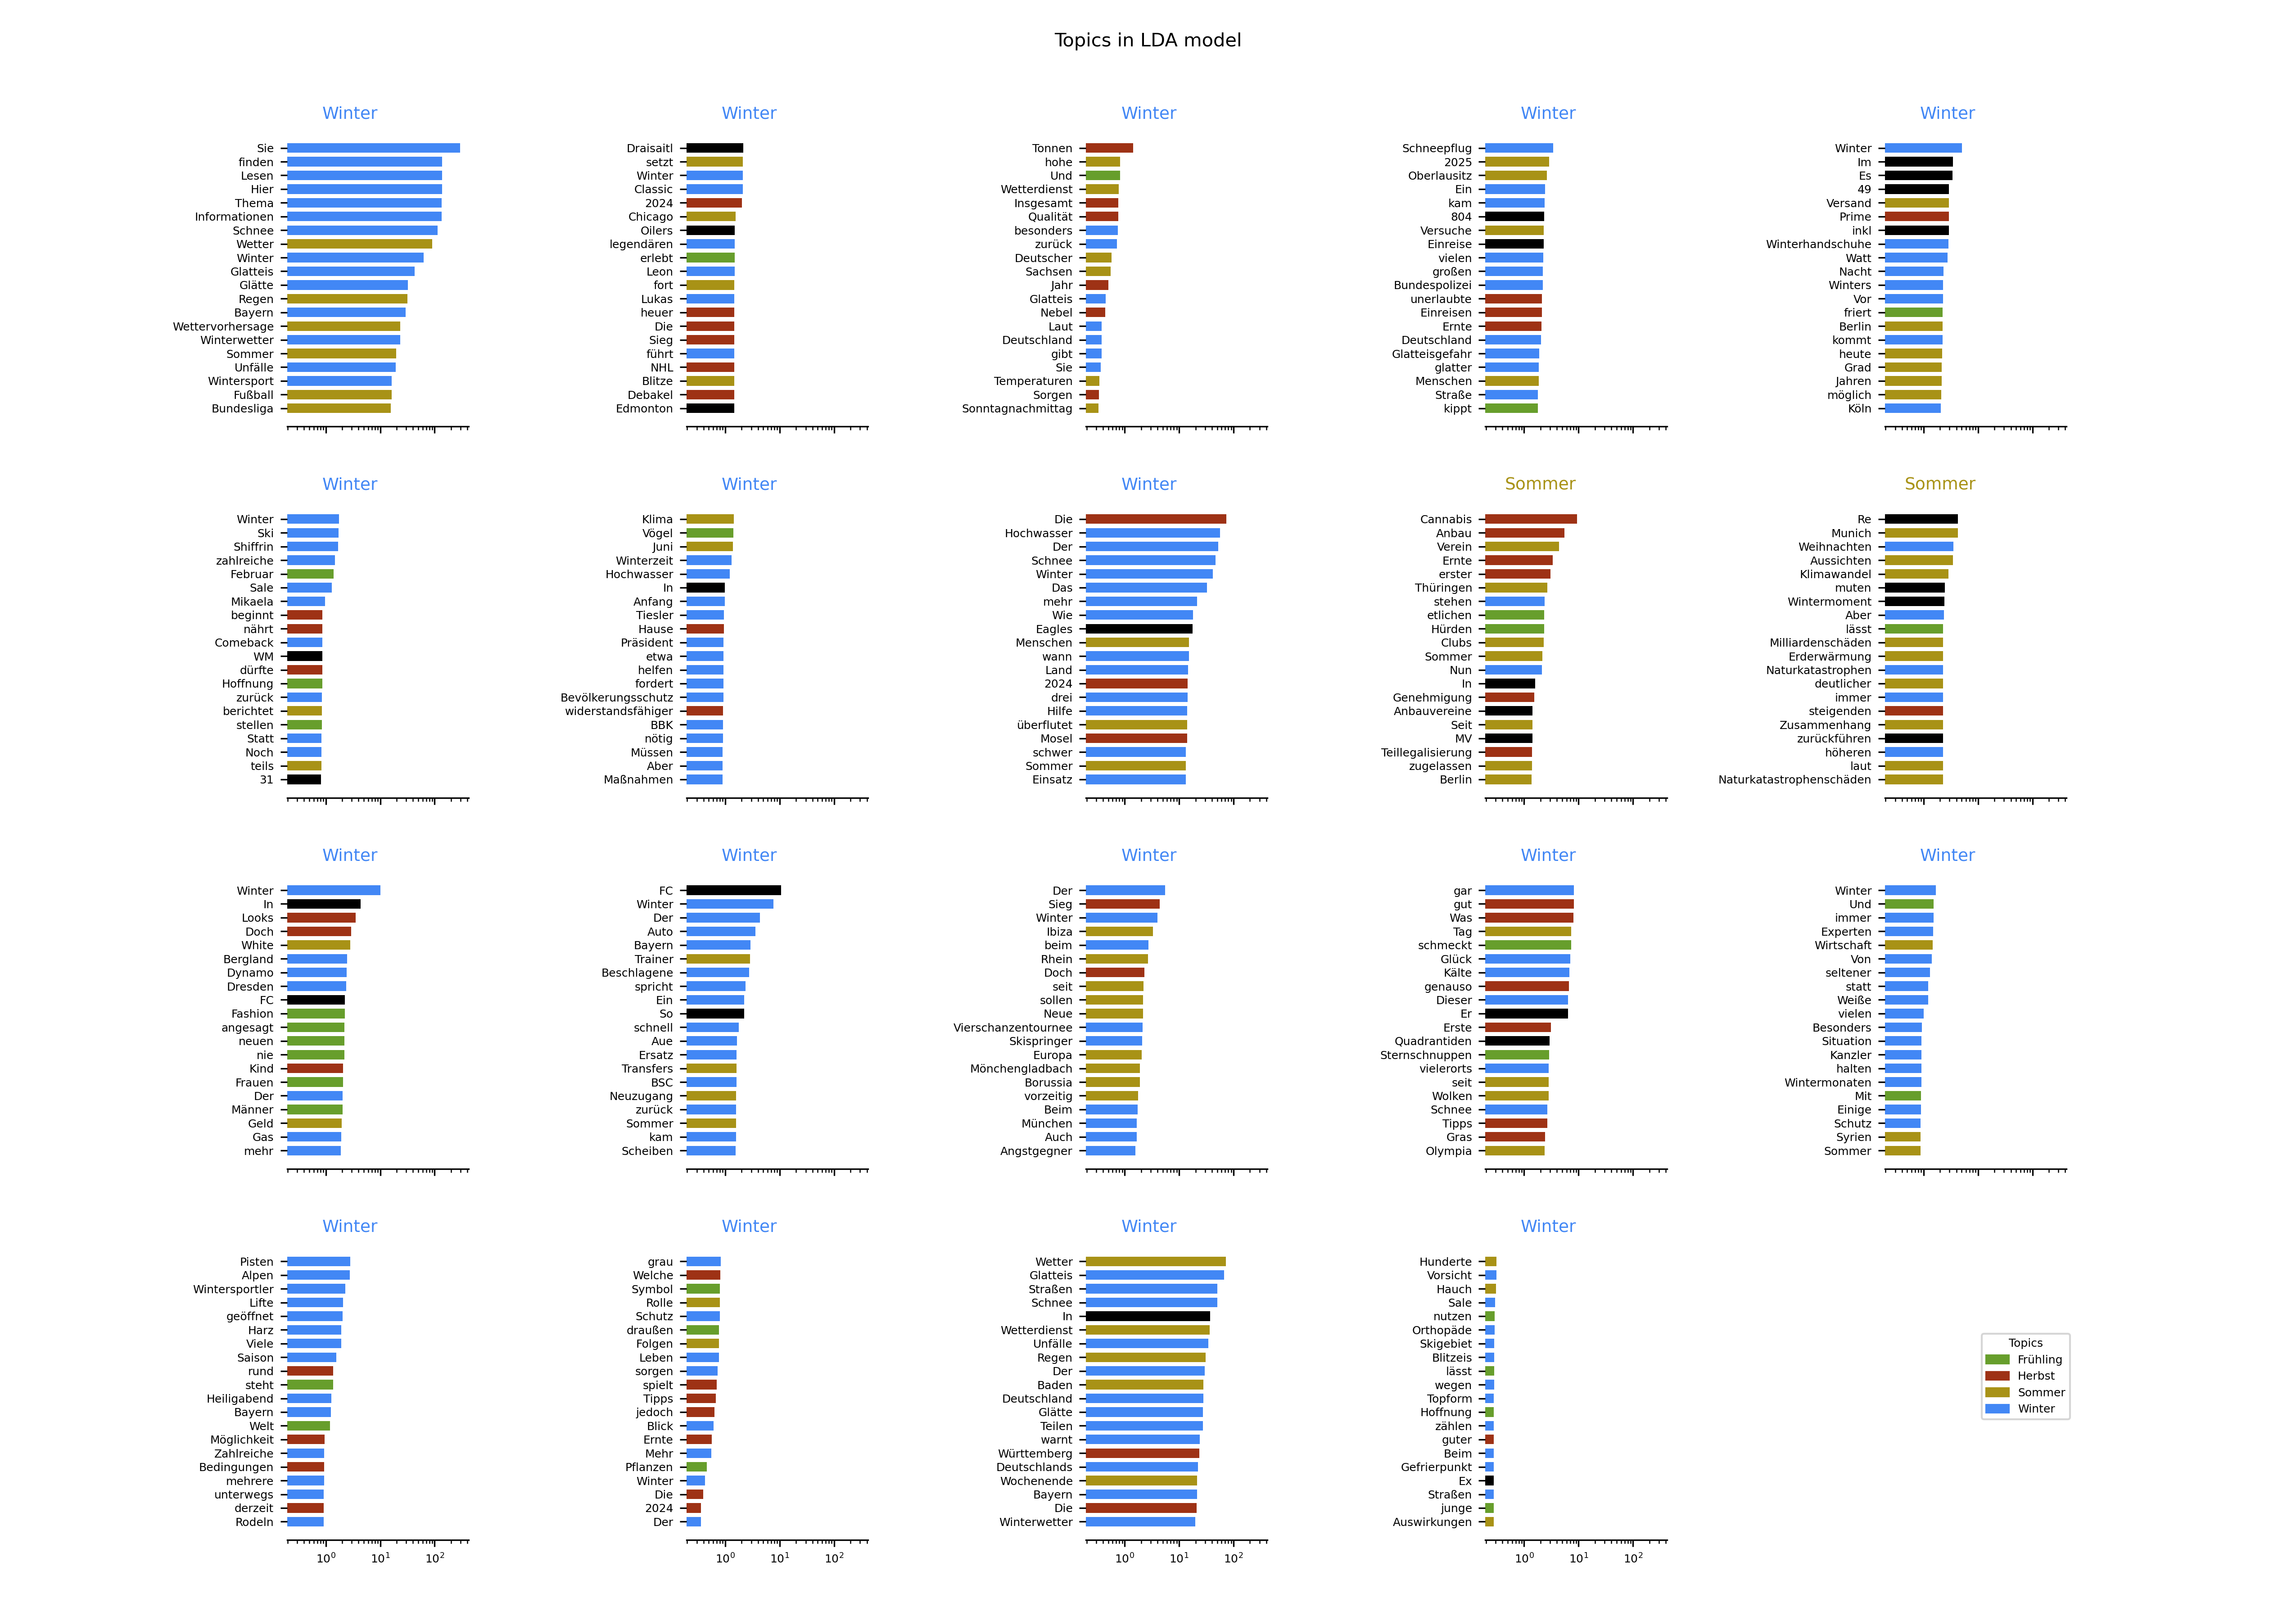 Topics in LDA model
Winter
Sie
finden
Lesen
Hier
Thema
Informationen
Schnee
Wetter
Winter
Glatteis
Glätte
Regen
Bayern
Wettervorhersage
Winterwetter
Sommer
Unfälle
Wintersport
Fußball
Bundesliga
Winter
Draisaitl
setzt
Winter
Classic
2024
Chicago
Oilers
legendären
erlebt
Leon
fort
Lukas
heuer
Die
Sieg
führt
NHL
Blitze
Debakel
Edmonton
Winter
Tonnen
hohe
Und
Wetterdienst
Insgesamt
Qualität
besonders
zurück
Deutscher
Sachsen
Jahr
Glatteis
Nebel
Laut
Deutschland
gibt
Sie
Temperaturen
Sorgen
Sonntagnachmittag
Winter
Schneepflug
2025
Oberlausitz
Ein
kam
804
Versuche
Einreise
vielen
großen
Bundespolizei
unerlaubte
Einreisen
Ernte
Deutschland
Glatteisgefahr
glatter
Menschen
Straße
kippt
Winter
Winter
Im
Es
49
Versand
Prime
inkl
Winterhandschuhe
Watt
Nacht
Winters
Vor
friert
Berlin
kommt
heute
Grad
Jahren
möglich
Köln
Winter
Winter
Ski
Shiffrin
zahlreiche
Februar
Sale
Mikaela
beginnt
nährt
Comeback
WM
dürfte
Hoffnung
zurück
berichtet
stellen
Statt
Noch
teils
31
Winter
Klima
Vögel
Juni
Winterzeit
Hochwasser
In
Anfang
Tiesler
Hause
Präsident
etwa
helfen
fordert
Bevölkerungsschutz
widerstandsfähiger
BBK
nötig
Müssen
Aber
Maßnahmen
Winter
Die
Hochwasser
Der
Schnee
Winter
Das
mehr
Wie
Eagles
Menschen
wann
Land
2024
drei
Hilfe
überflutet
Mosel
schwer
Sommer
Einsatz
Sommer
Cannabis
Anbau
Verein
Ernte
erster
Thüringen
stehen
etlichen
Hürden
Clubs
Sommer
Nun
In
Genehmigung
Anbauvereine
Seit
MV
Teillegalisierung
zugelassen
Berlin
Sommer
Re
Munich
Weihnachten
Aussichten
Klimawandel
muten
Wintermoment
Aber
lässt
Milliardenschäden
Erderwärmung
Naturkatastrophen
deutlicher
immer
steigenden
Zusammenhang
zurückführen
höheren
laut
Naturkatastrophenschäden
Winter
Winter
In
Looks
Doch
White
Bergland
Dynamo
Dresden
FC
Fashion
angesagt
neuen
nie
Kind
Frauen
Der
Männer
Geld
Gas
mehr
Winter
FC
Winter
Der
Auto
Bayern
Trainer
Beschlagene
spricht
Ein
So
schnell
Aue
Ersatz
Transfers
BSC
Neuzugang
zurück
Sommer
kam
Scheiben
Winter
Der
Sieg
Winter
Ibiza
beim
Rhein
Doch
seit
sollen
Neue
Vierschanzentournee
Skispringer
Europa
Mönchengladbach
Borussia
vorzeitig
Beim
München
Auch
Angstgegner
Winter
gar
gut
Was
Tag
schmeckt
Glück
Kälte
genauso
Dieser
Er
Erste
Quadrantiden
Sternschnuppen
vielerorts
seit
Wolken
Schnee
Tipps
Gras
Olympia
Winter
Winter
Und
immer
Experten
Wirtschaft
Von
seltener
statt
Weiße
vielen
Besonders
Situation
Kanzler
halten
Wintermonaten
Mit
Einige
Schutz
Syrien
Sommer
Winter
Pisten
Alpen
Wintersportler
Lifte
geöffnet
Harz
Viele
Saison
rund
steht
Heiligabend
Bayern
Welt
Möglichkeit
Zahlreiche
Bedingungen
mehrere
unterwegs
derzeit
Rodeln
10⁰ 10¹ 10²
Winter
grau
Welche
Symbol
Rolle
Schutz
draußen
Folgen
Leben
sorgen
spielt
Tipps
jedoch
Blick
Ernte
Mehr
Pflanzen
Winter
Die
2024
Der
10⁰ 10¹ 10²
Winter
Wetter
Glatteis
Straßen
Schnee
In
Wetterdienst
Unfälle
Regen
Der
Baden
Deutschland
Glätte
Teilen
warnt
Württemberg
Deutschlands
Wochenende
Bayern
Die
Winterwetter
10⁰ 10¹ 10²
Winter
Hunderte
Vorsicht
Hauch
Sale
nutzen
Orthopäde
Skigebiet
Blitzeis
lässt
wegen
Topform
Hoffnung
zählen
guter
Beim
Gefrierpunkt
Ex
Straßen
junge
Auswirkungen
10⁰ 10¹ 10²
Topics
Frühling
Herbst
Sommer
Winter